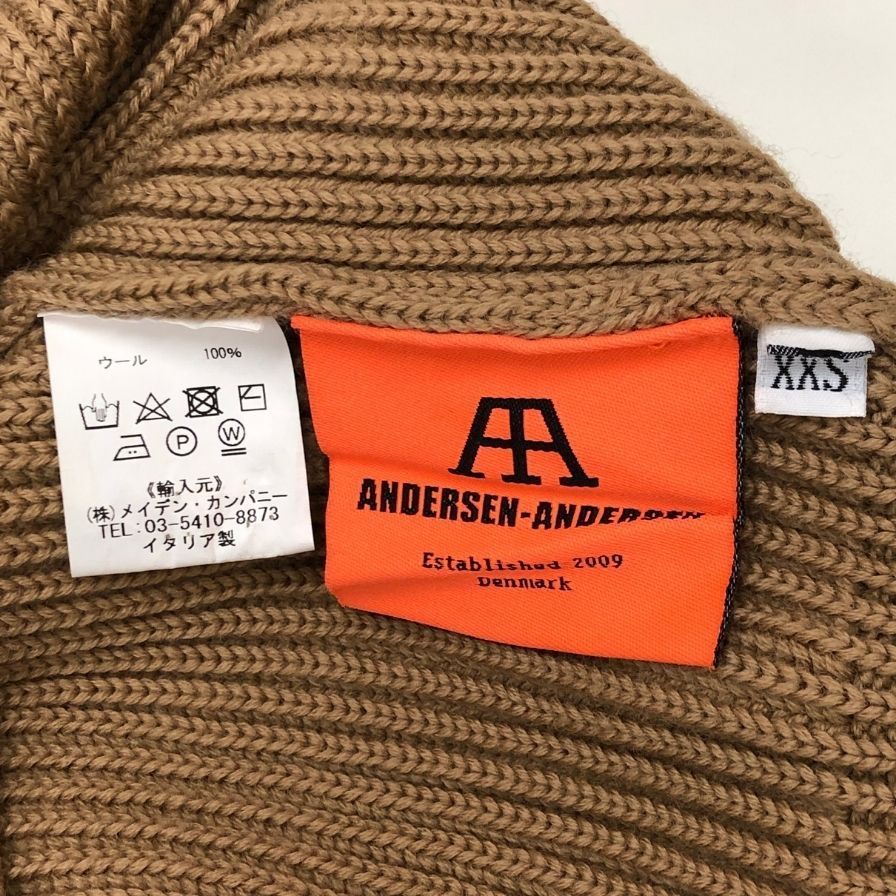 ウール 100%
P W
《輸入元》
(株)メイデン・カンパニー
TEL:03-5410-8873
イタリア製
AA
ANDERSEN-ANDERSEN
Established 2009
Denmark
XXS